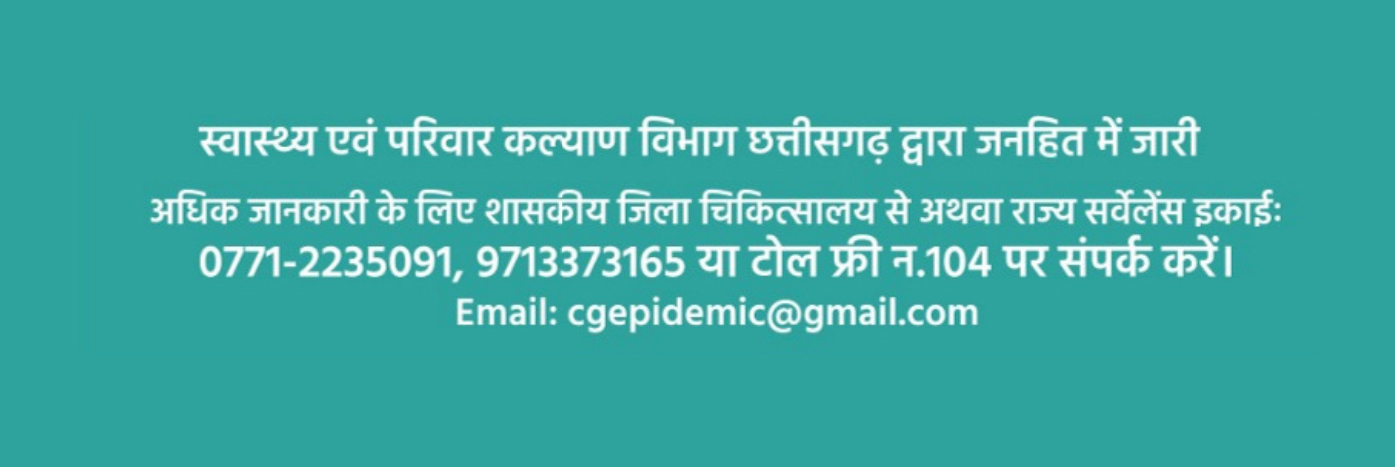 स्वास्थ्य एवं परिवार कल्याण विभाग छत्तीसगढ़ द्वारा जनहित में जारी
अधिक जानकारी के लिए शासकीय जिला चिकित्सालय से अथवा राज्य सर्वेलेंस इकाईः
0771-2235091, 9713373165 या टोल फ्री न.104 पर संपर्क करें।
Email: cgepidemic@gmail.com